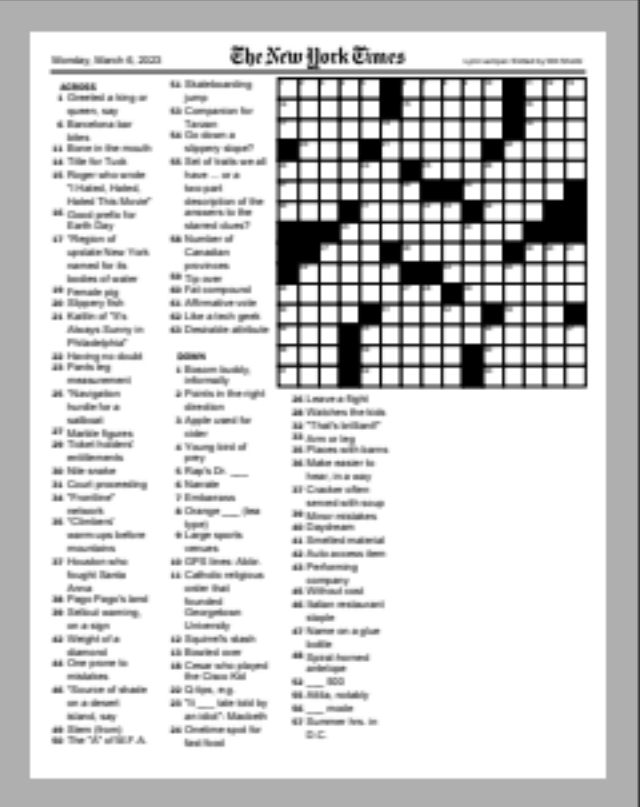 Monday, March 6, 2023
The New York Times
ACROSS
1 Greeted a king or
queen, say
6 Barcelona bar
bites
11 Bone in the mouth
14 Title for Tuck
15 Roger who wrote
"I Hated, Hated,
Hated This Movie"
16 Good prefix for
Earth Day
17 *Region of
upstate New York
named for its
bodies of water
19 Female pig
20 Slippery fish
21 Kaitlin of "It's
Always Sunny in
Philadelphia"
22 Having no doubt
23 Pants leg
measurement
25 *Navigation
hurdle for a
sailboat
27 Marble figures
29 Ticket holders'
entitlements
30 Nile snake
31 Court proceeding
34 "Frontline"
network
35 *Climbers'
warm-ups before
mountains
37 Houston who
fought Santa
Anna
38 Pago Pago's land
39 Sellout warning,
on a sign
42 Weight of a
diamond
44 One prone to
mistakes
46 *Source of shade
on a desert
island, say
49 Stem (from)
50 The "A" of M.F.A.
51 Skateboarding
jump
53 Companion for
Tarzan
54 Go down a
slippery slope?
55 Set of traits we all
have ... or a
two-part
description of the
answers to the
starred clues?
58 Number of
Canadian
provinces
59 Tip over
60 Fat compound
61 Affirmative vote
62 Like a tech geek
63 Desirable attribute
DOWN
1 Bosom buddy,
informally
2 Points in the right
direction
3 Apple used for
cider
4 Young bird of
prey
5 Rap's Dr. ___
6 Narrate
7 Embarrass
8 Orange ___ (tea
type)
9 Large sports
venues
10 GPS lines: Abbr.
11 Catholic religious
order that
founded
Georgetown
University
12 Squirrel's stash
13 Bowled over
18 Cesar who played
the Cisco Kid
22 Q-tips, e.g.
23 "It ___ tale told by
an idiot": Macbeth
24 Onetime spot for
fast food
26 Leave a fight
28 Watches the kids
32 "That's brilliant!"
33 Arm or leg
35 Places with barns
36 Make easier to
hear, in a way
37 Cracker often
served with soup
39 Minor mistakes
40 Daydream
41 Smelted material
42 Auto access item
43 Performing
company
45 Without cost
46 Italian restaurant
staple
47 Name on a glue
bottle
48 Spiral-horned
antelope
52 ___ 500
55 Attila, notably
56 ___ mode
57 Summer hrs. in
D.C.